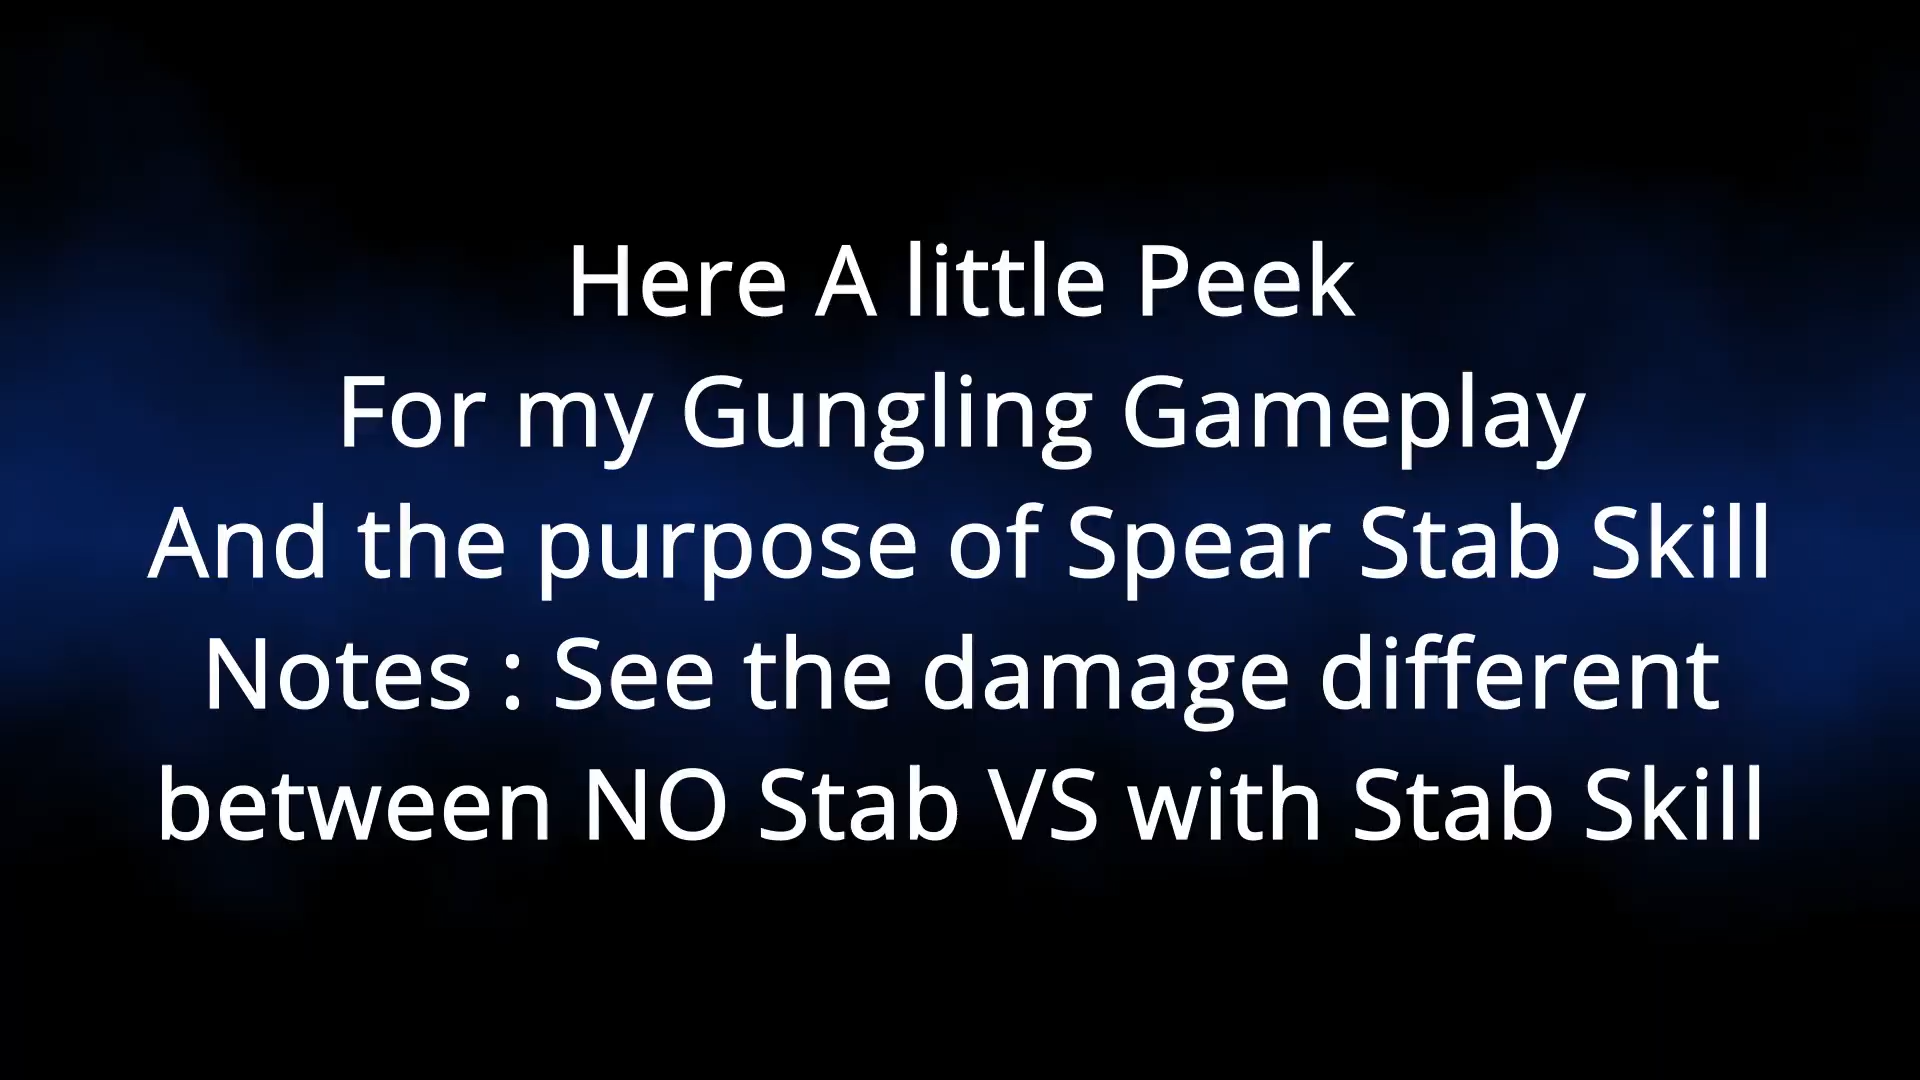 Here A little Peek
For my Gungling Gameplay
And the purpose of Spear Stab Skill
Notes : See the damage different
between NO Stab VS with Stab Skill